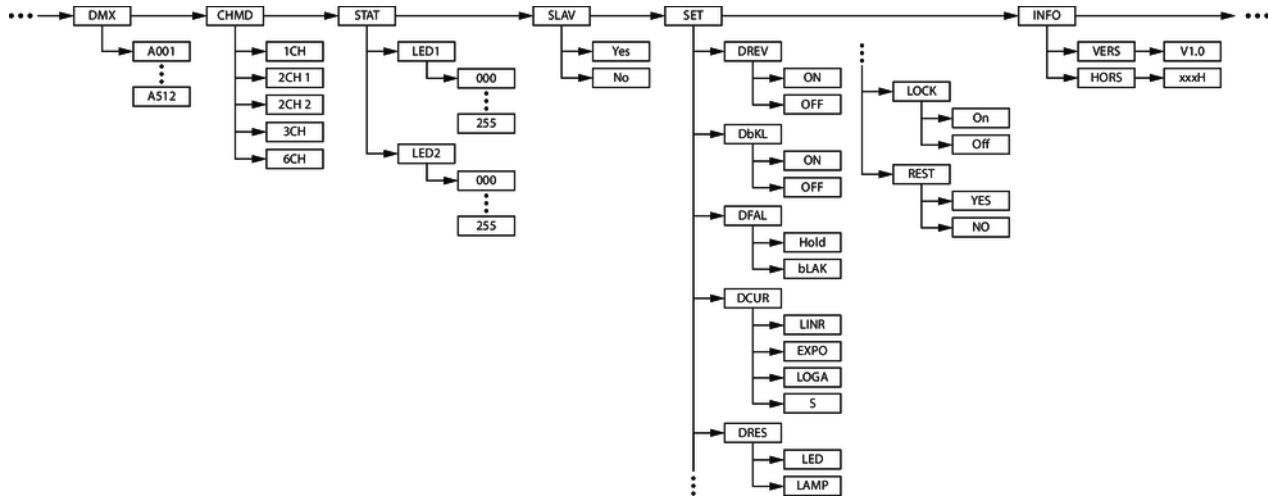 DMX
A001
A512
CHMD
1CH
2CH 1
2CH 2
3CH
6CH
STAT
LED1
000
255
LED2
000
255
SLAV
Yes
No
SET
DREV
ON
OFF
DbKL
ON
OFF
DFAL
Hold
bLAK
DCUR
LINR
EXPO
LOGA
S
DRES
LED
LAMP
LOCK
On
Off
REST
YES
NO
INFO
VERS
V1.0
HORS
xxxH